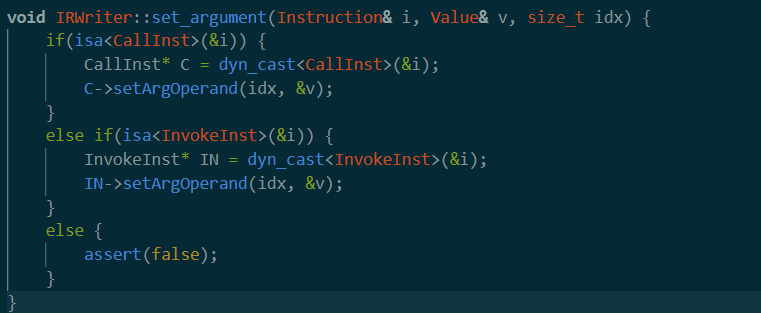 void IRWriter::set_argument(Instruction& i, Value& v, size_t idx) {
    if(isa<CallInst>(&i)) {
        CallInst* C = dyn_cast<CallInst>(&i);
        C->setArgOperand(idx, &v);
    }
    else if(isa<InvokeInst>(&i)) {
        InvokeInst* IN = dyn_cast<InvokeInst>(&i);
        IN->setArgOperand(idx, &v);
    }
    else {
        assert(false);
    }
}